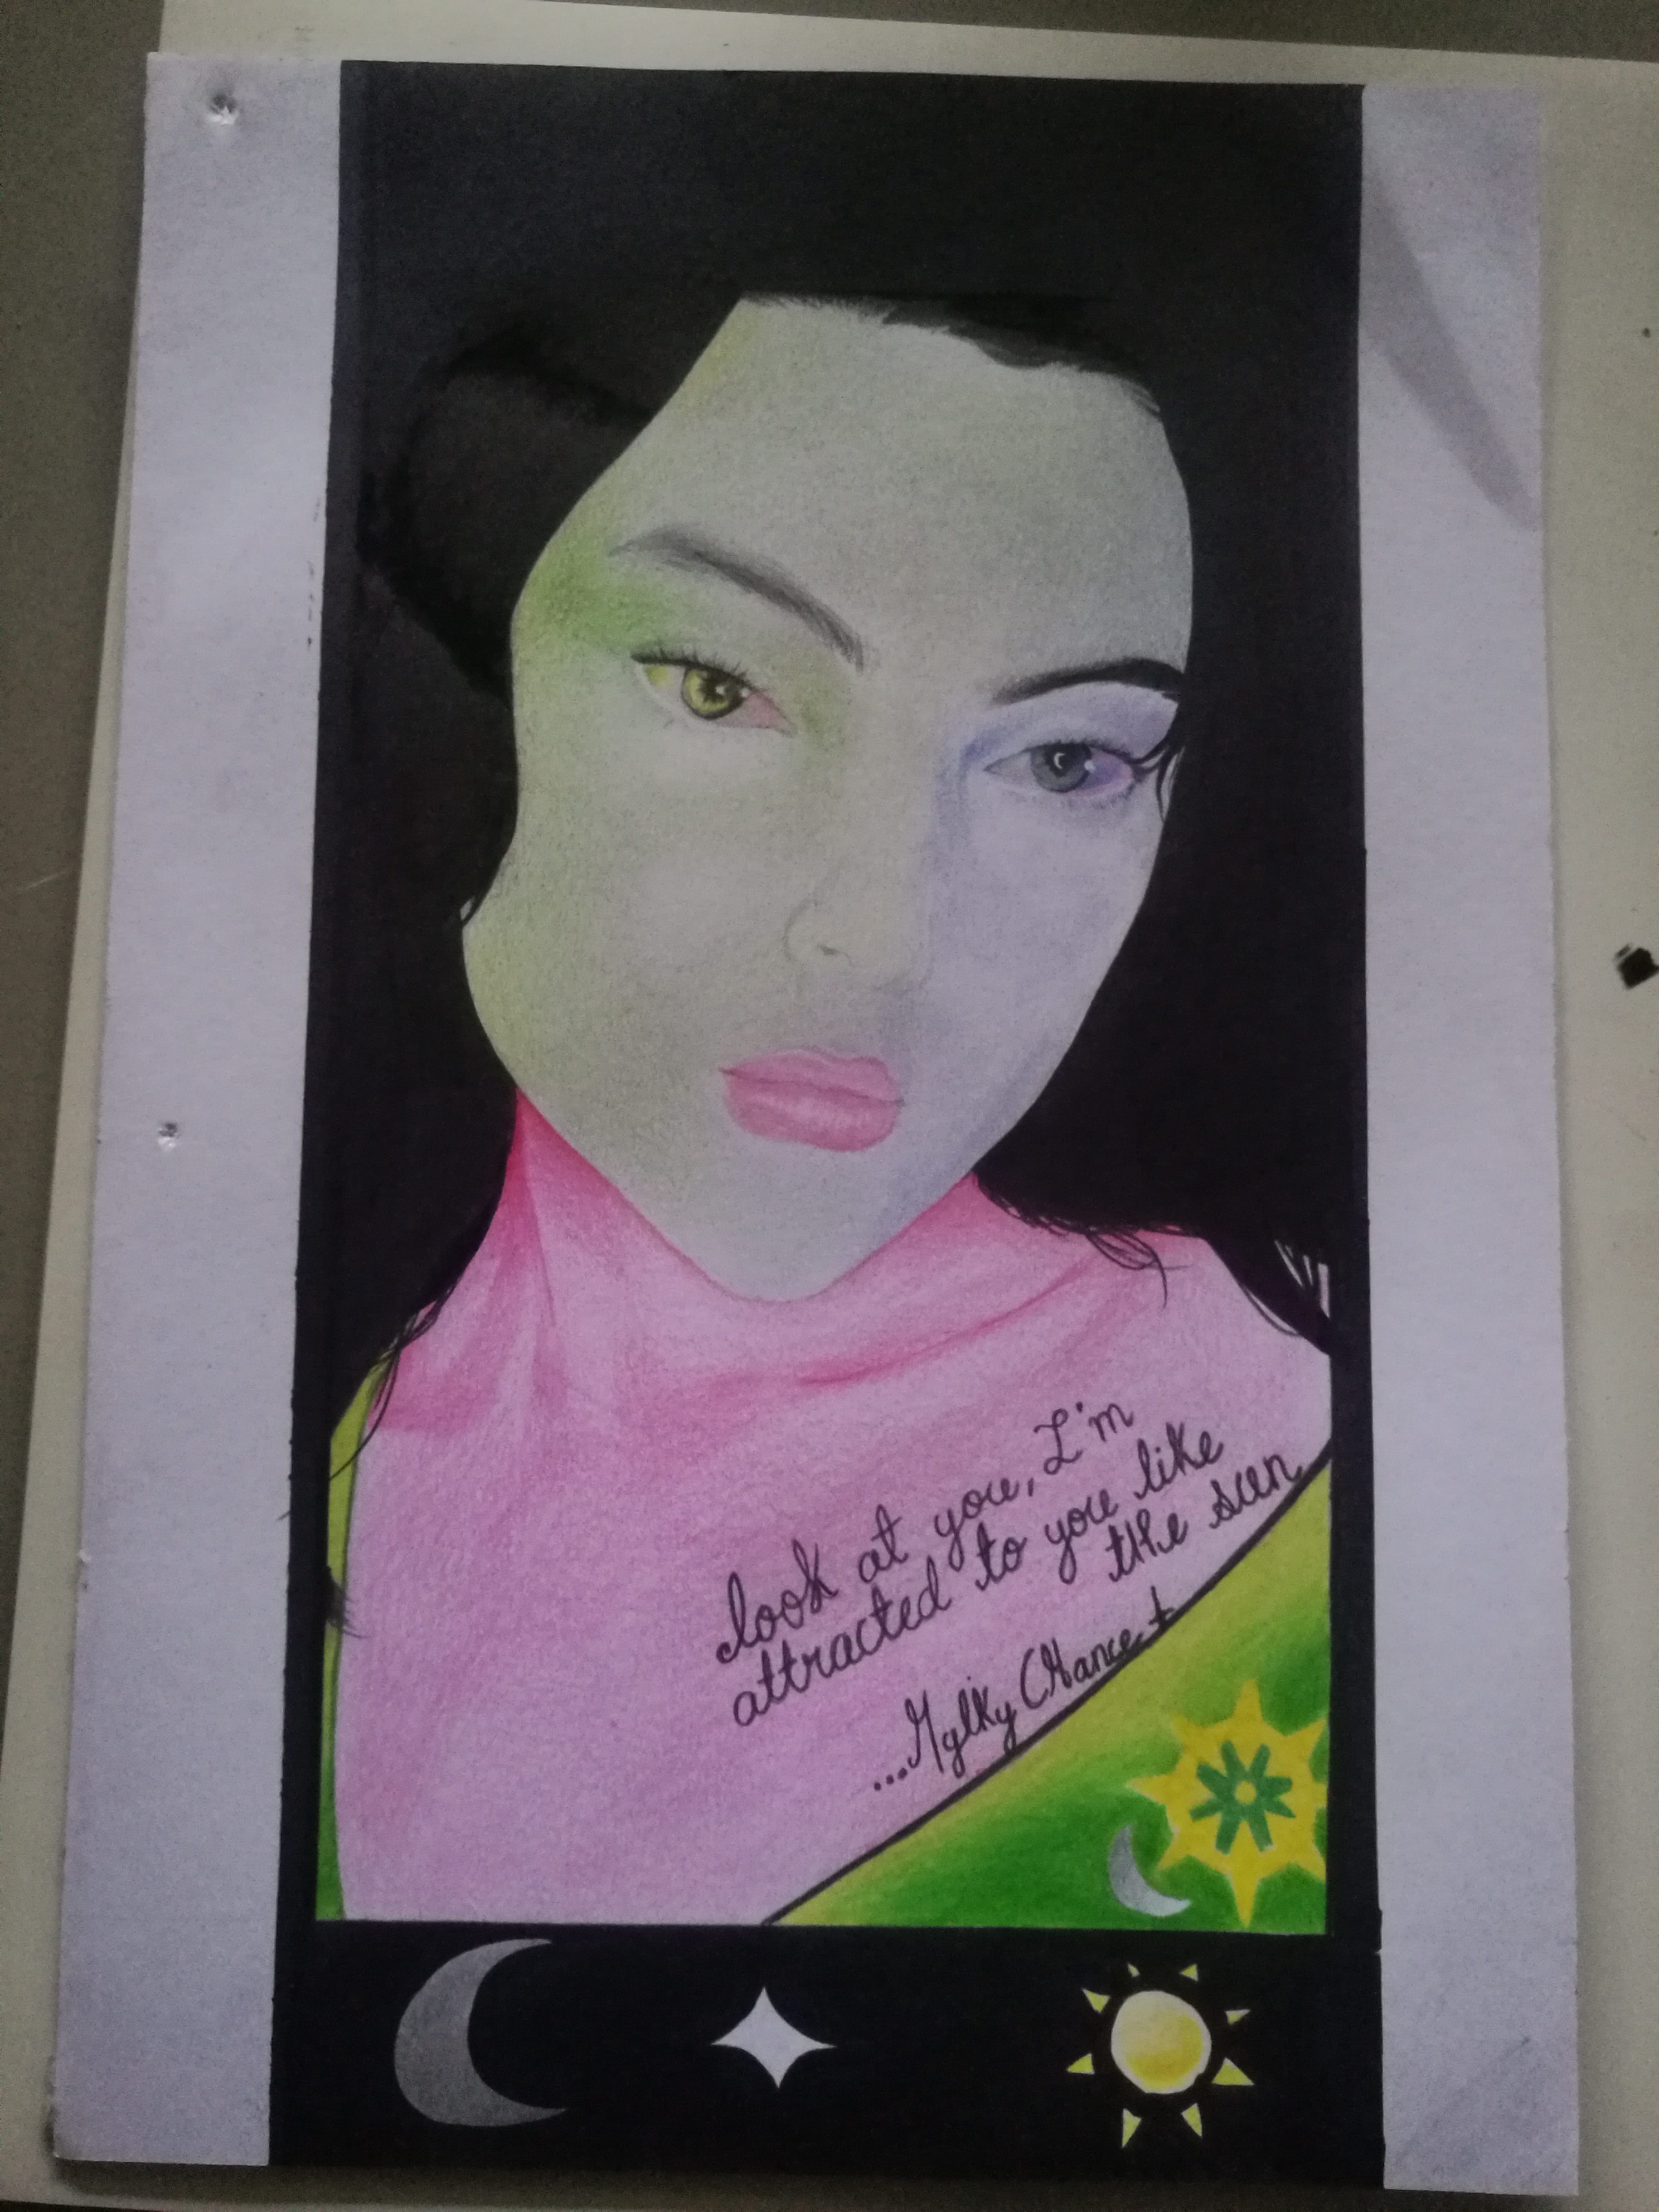 look at you, I'm
attracted to you like
the sun
...Mylky Chance